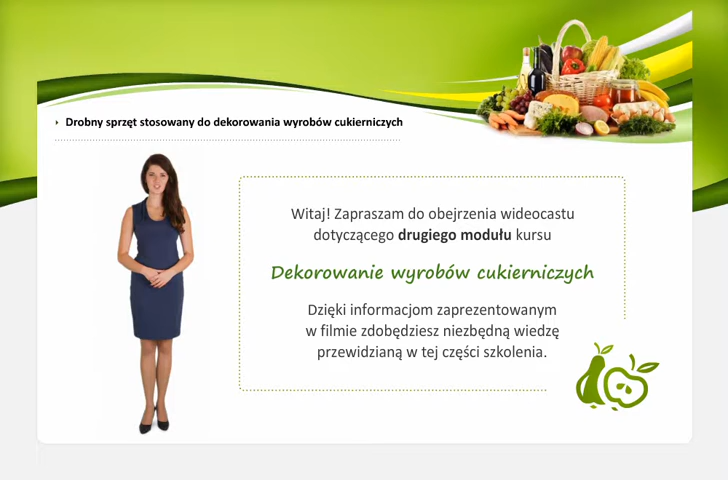 Drobny sprzęt stosowany do dekorowania wyrobów cukierniczych
Witaj! Zapraszam do obejrzenia wideocastu
dotyczącego drugiego modułu kursu
Dekorowanie wyrobów cukierniczych
Dzięki informacjom zaprezentowanym
w filmie zdobędziesz niezbędną wiedzę
przewidzianą w tej części szkolenia.